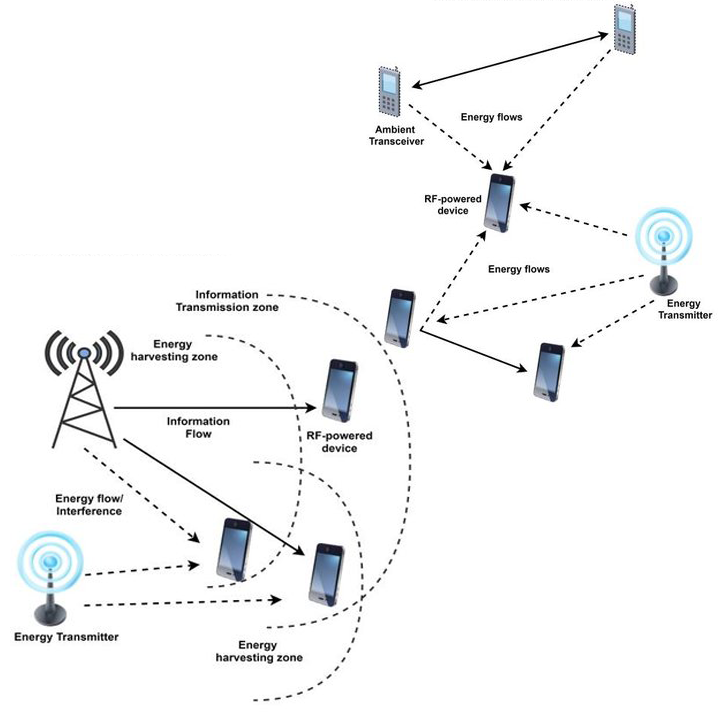 Energy flows
Ambient
Transceiver
RF-powered
device
Energy flows
Energy
Transmitter
Information
Transmission zone
Energy
harvesting zone
Information
Flow
RF-powered
device
Energy flow/
Interference
Energy Transmitter
Energy
harvesting zone